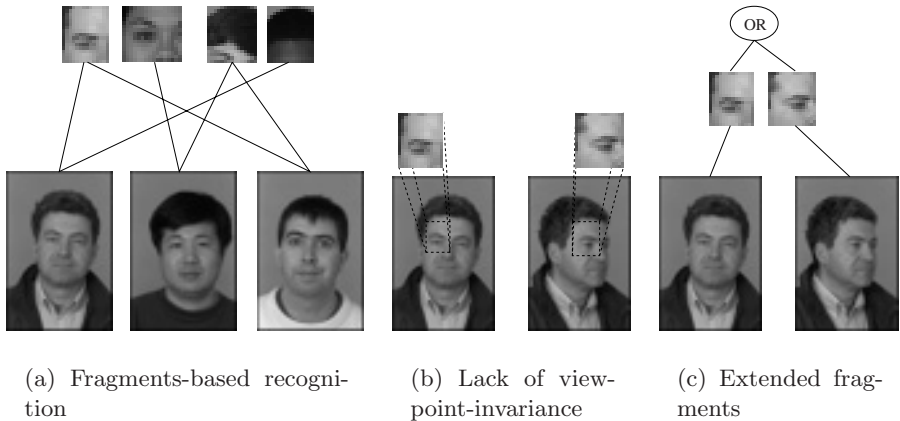 OR
(a) Fragments-based recogni-
tion
(b) Lack of view-
point-invariance
(c) Extended frag-
ments